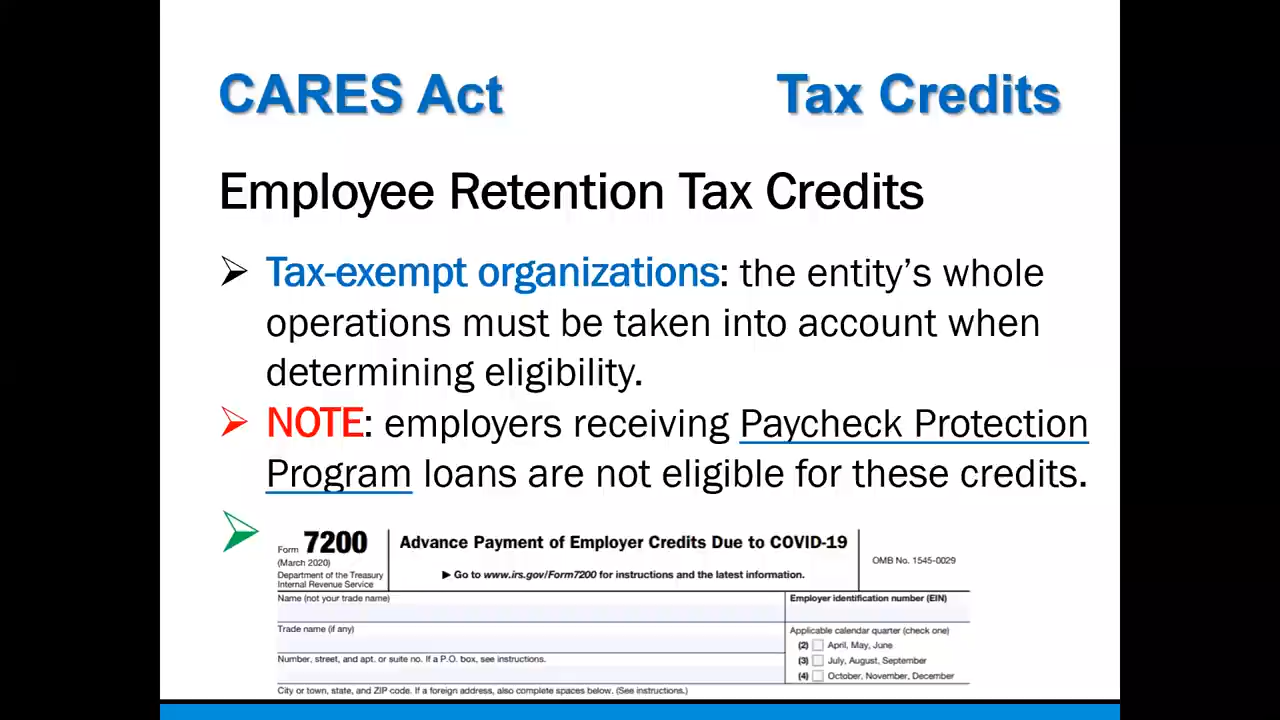 CARES Act Tax Credits
Employee Retention Tax Credits
➢ Tax-exempt organizations: the entity’s whole
operations must be taken into account when
determining eligibility.
➢ NOTE: employers receiving Paycheck Protection
Program loans are not eligible for these credits.
➢
Form 7200
(March 2020)
Department of the Treasury
Internal Revenue Service
Advance Payment of Employer Credits Due to COVID-19
▶ Go to www.irs.gov/Form7200 for instructions and the latest information.
OMB No. 1545-0029
Name (not your trade name)
Employer identification number (EIN)
Trade name (if any)
Applicable calendar quarter (check one)
(2) April, May, June
Number, street, and apt. or suite no. If a P.O. box, see instructions.
(3) July, August, September
(4) October, November, December
City or town, state, and ZIP code. If a foreign address, also complete spaces below. (See instructions.)